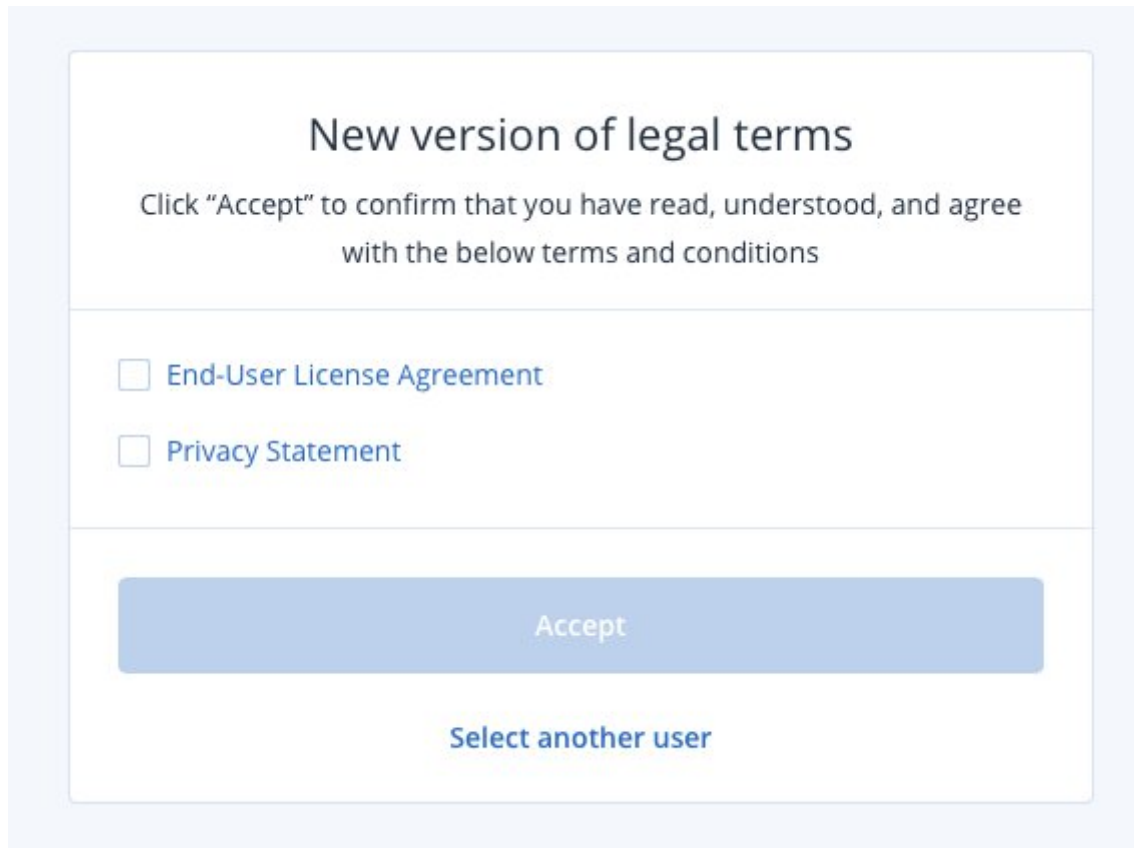 New version of legal terms
Click “Accept” to confirm that you have read, understood, and agree
with the below terms and conditions
End-User License Agreement
Privacy Statement
Accept
Select another user